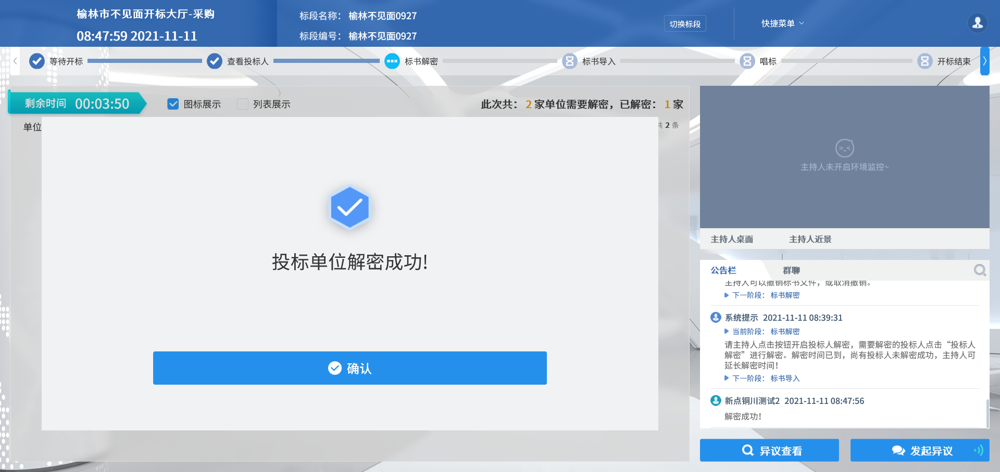 榆林市不见面开标大厅-采购
08:47:59 2021-11-11
标段名称： 榆林不见面0927
标段编号： 榆林不见面0927
切换标段
快捷菜单
等待开标
查看投标人
标书解密
标书导入
唱标
开标结束
剩余时间 00:03:50
图标展示
列表展示
此次共： 2 家单位需要解密，已解密： 1 家
单位
共 2 条
投标单位解密成功!
确认
主持人未开启环境监控~
主持人桌面
主持人近景
公告栏
群聊
主持人可以撤销标书文件，或取消撤销。
下一阶段： 标书解密
系统提示 2021-11-11 08:39:31
当前阶段： 标书解密
请主持人点击按钮开启投标人解密，需要解密的投标人点击“投标人
解密”进行解密。解密时间已到，尚有投标人未解密成功，主持人可
延长解密时间！
下一阶段： 标书导入
新点铜川测试2 2021-11-11 08:47:56
解密成功！
异议查看
发起异议